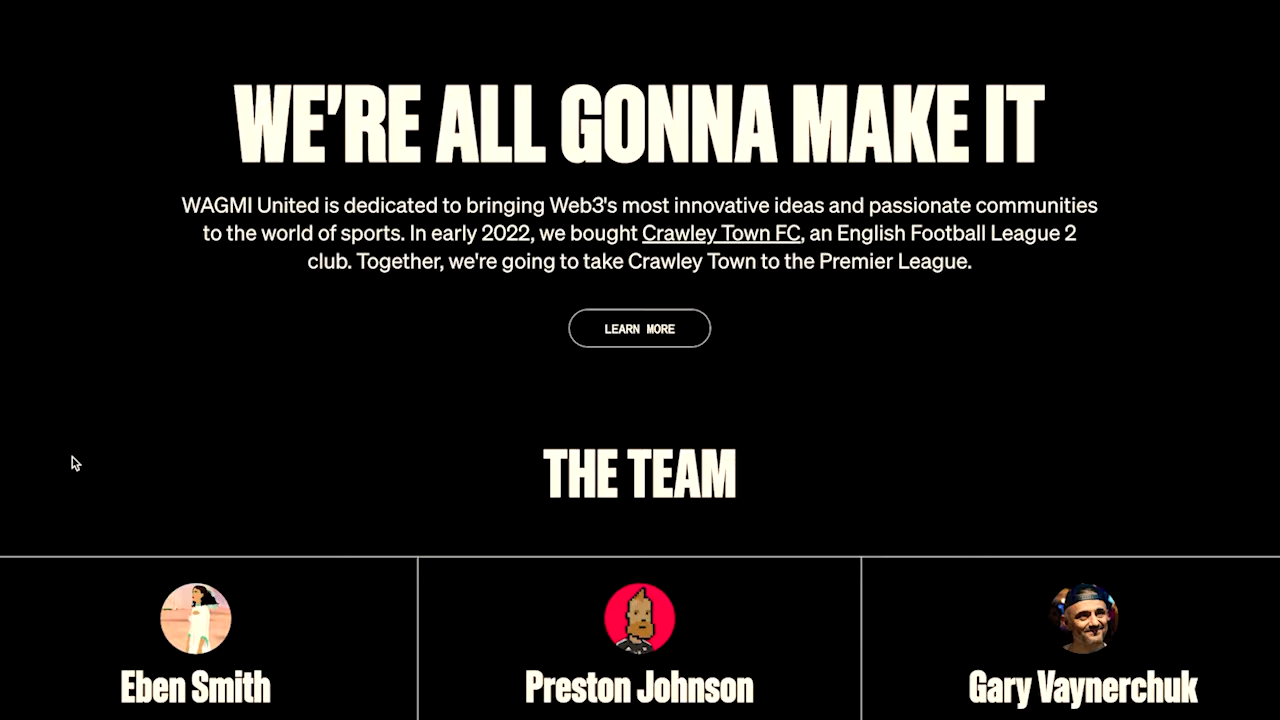 WE'RE ALL GONNA MAKE IT
WAGMI United is dedicated to bringing Web3's most innovative ideas and passionate communities
to the world of sports. In early 2022, we bought Crawley Town FC, an English Football League 2
club. Together, we're going to take Crawley Town to the Premier League.
LEARN MORE
THE TEAM
Eben Smith
Preston Johnson
Gary Vaynerchuk